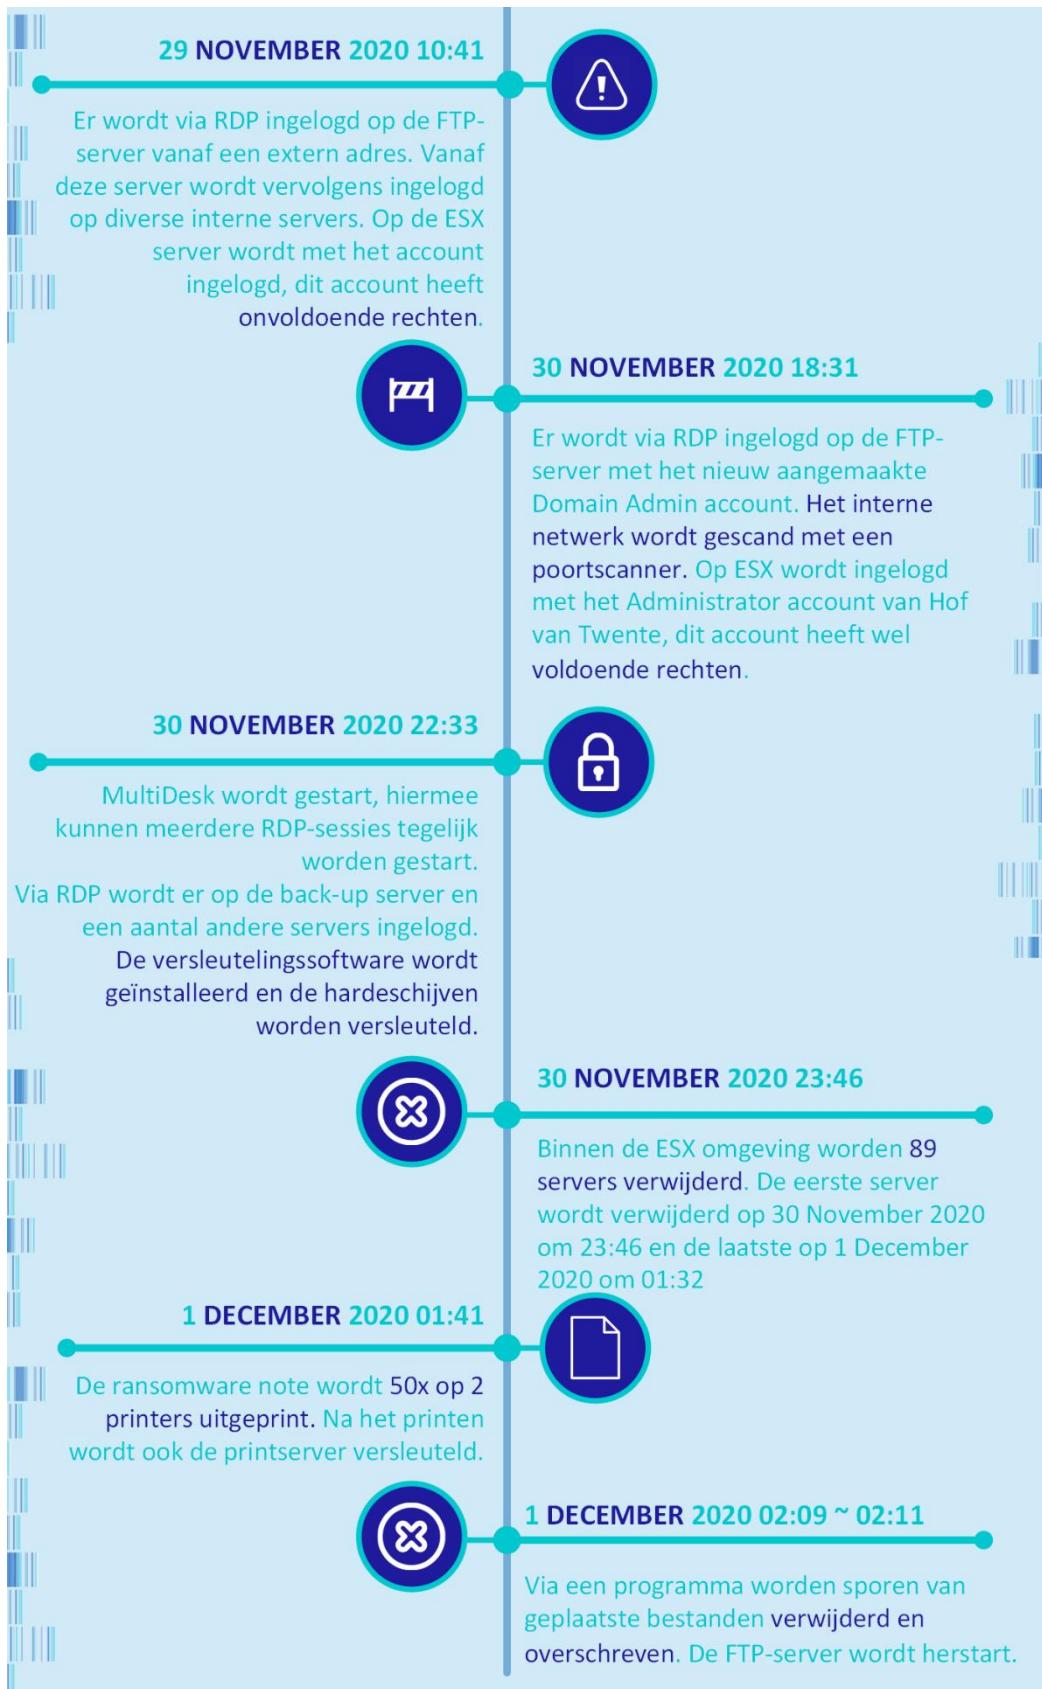 29 NOVEMBER 2020 10:41
Er wordt via RDP ingelogd op de FTP-
server vanaf een extern adres. Vanaf
deze server wordt vervolgens ingelogd
op diverse interne servers. Op de ESX
server wordt met het account
ingelogd, dit account heeft
onvoldoende rechten.
30 NOVEMBER 2020 18:31
Er wordt via RDP ingelogd op de FTP-
server met het nieuw aangemaakte
Domain Admin account. Het interne
netwerk wordt gescand met een
poortscanner. Op ESX wordt ingelogd
met het Administrator account van Hof
van Twente, dit account heeft wel
voldoende rechten.
30 NOVEMBER 2020 22:33
MultiDesk wordt gestart, hiermee
kunnen meerdere RDP-sessies tegelijk
worden gestart.
Via RDP wordt er op de back-up server en
een aantal andere servers ingelogd.
De versleutelingssoftware wordt
geïnstalleerd en de hardeschijven
worden versleuteld.
30 NOVEMBER 2020 23:46
Binnen de ESX omgeving worden 89
servers verwijderd. De eerste server
wordt verwijderd op 30 November 2020
om 23:46 en de laatste op 1 December
2020 om 01:32
1 DECEMBER 2020 01:41
De ransomware note wordt 50x op 2
printers uitgeprint. Na het printen
wordt ook de printserver versleuteld.
1 DECEMBER 2020 02:09 ~ 02:11
Via een programma worden sporen van
geplaatste bestanden verwijderd en
overschreven. De FTP-server wordt herstart.